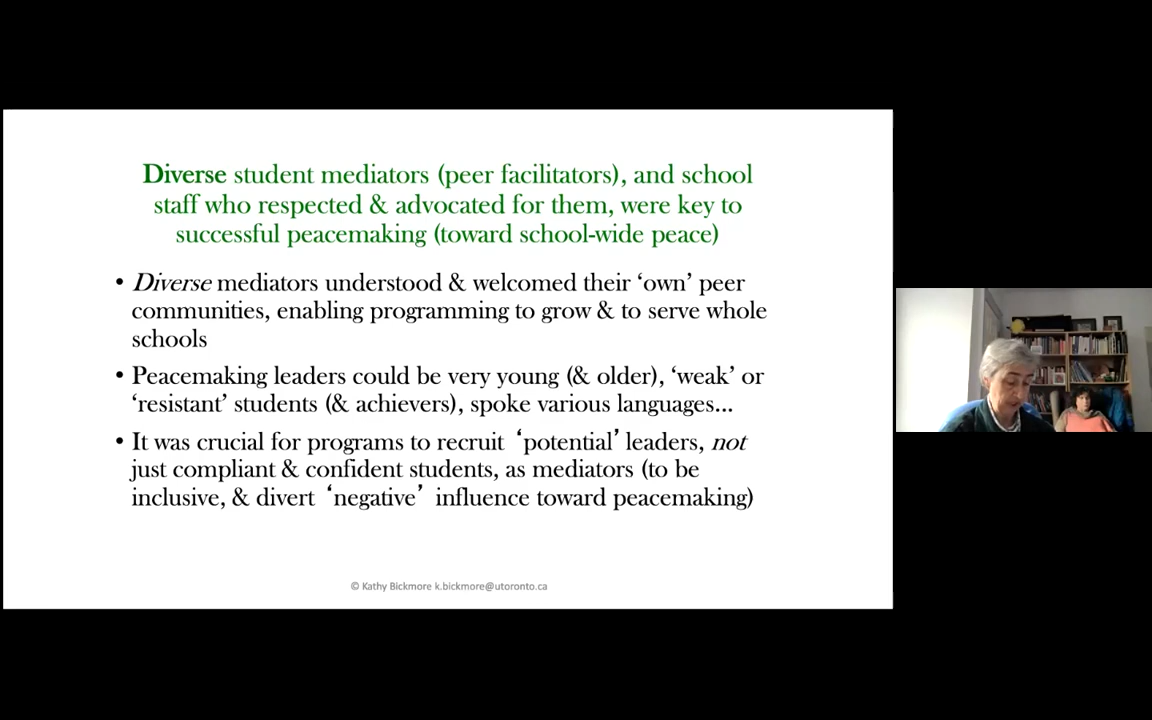 Diverse student mediators (peer facilitators), and school
staff who respected & advocated for them, were key to
successful peacemaking (toward school-wide peace)
• Diverse mediators understood & welcomed their ‘own’ peer
communities, enabling programming to grow & to serve whole
schools
• Peacemaking leaders could be very young (& older), ‘weak’ or
‘resistant’ students (& achievers), spoke various languages...
• It was crucial for programs to recruit ‘potential’ leaders, not
just compliant & confident students, as mediators (to be
inclusive, & divert ‘negative’ influence toward peacemaking)
© Kathy Bickmore k.bickmore@utoronto.ca